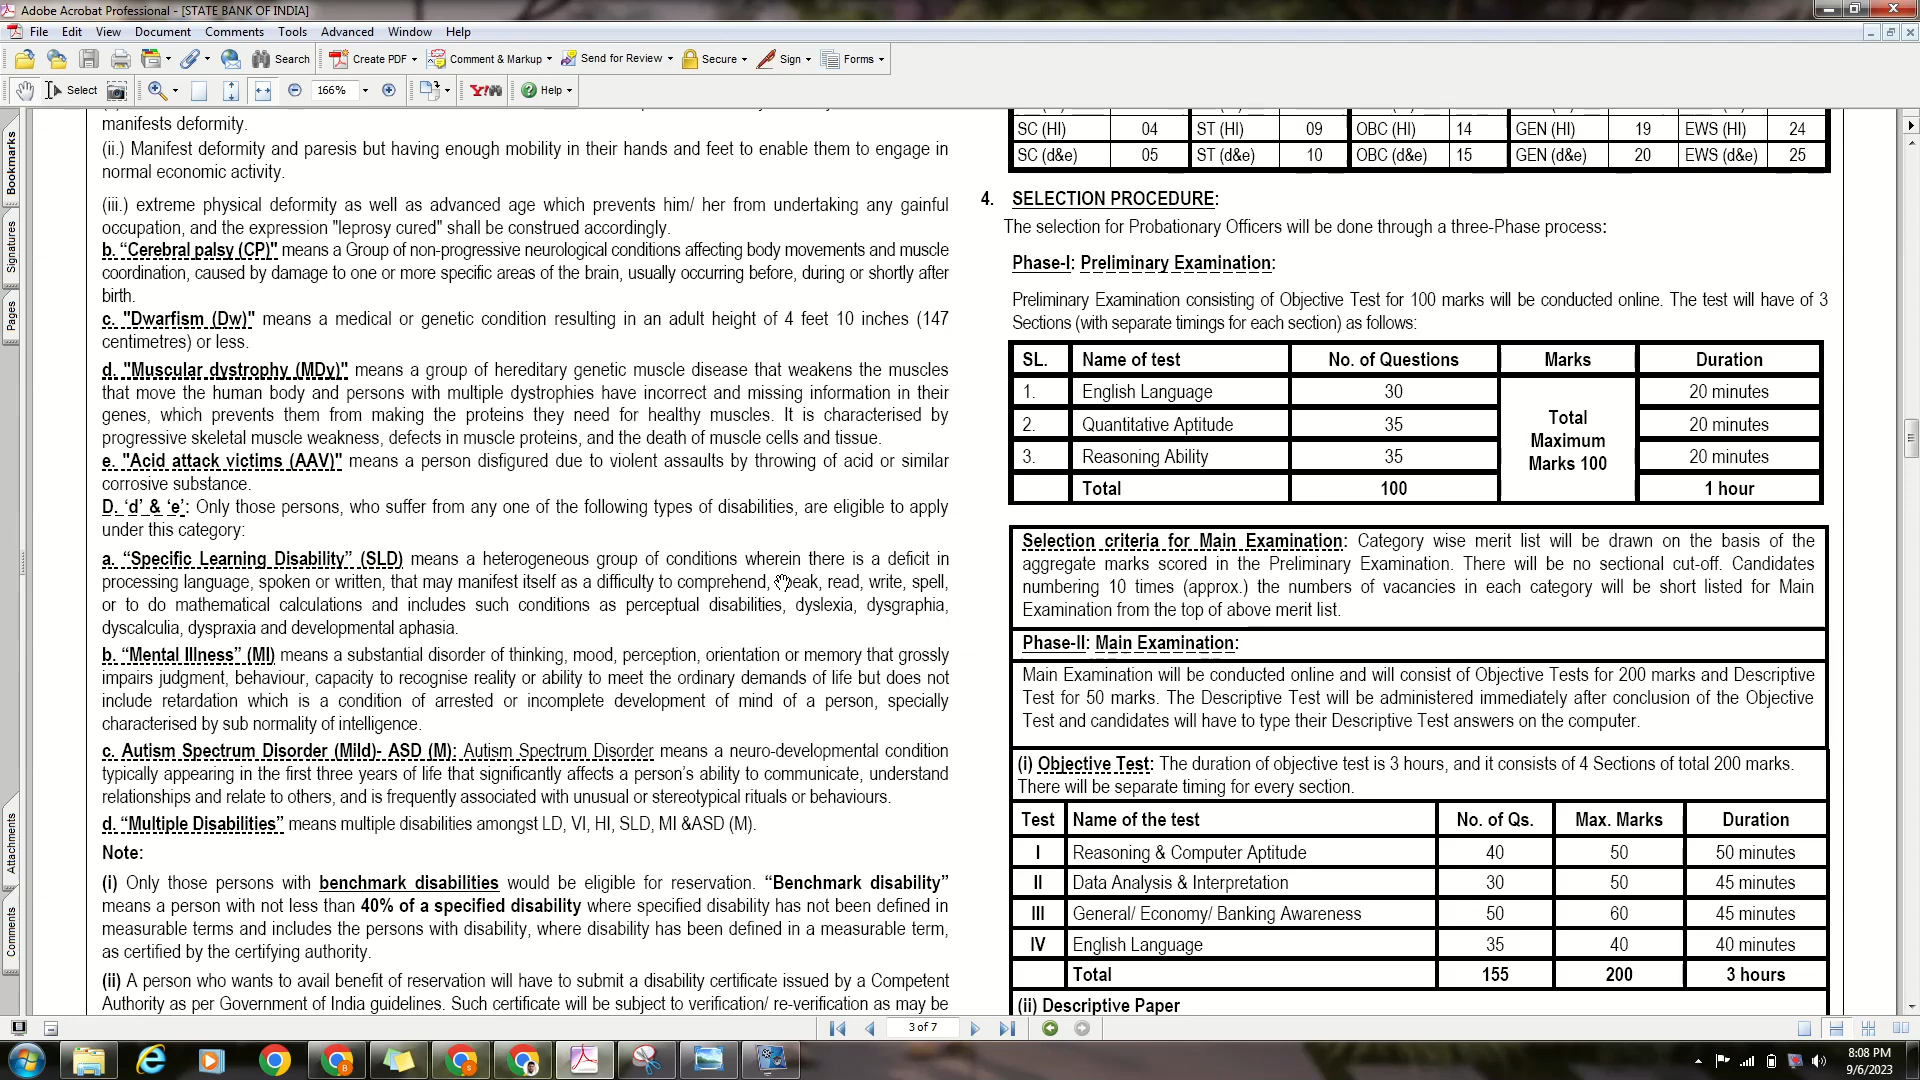 Adobe Acrobat Professional - [STATE BANK OF INDIA]
File Edit View Document Comments Tools Advanced Window Help
Search Create PDF Comment & Markup Send for Review Secure Sign Forms
Select 166% Y! Help
Bookmarks
Signatures
Pages
Attachments
Comments
manifests deformity.
(ii.) Manifest deformity and paresis but having enough mobility in their hands and feet to enable them to engage in
normal economic activity.
(iii.) extreme physical deformity as well as advanced age which prevents him/ her from undertaking any gainful
occupation, and the expression "leprosy cured" shall be construed accordingly.
b. “Cerebral palsy (CP)" means a Group of non-progressive neurological conditions affecting body movements and muscle
coordination, caused by damage to one or more specific areas of the brain, usually occurring before, during or shortly after
birth.
c. "Dwarfism (Dw)" means a medical or genetic condition resulting in an adult height of 4 feet 10 inches (147
centimetres) or less.
d. "Muscular dystrophy (MDy)" means a group of hereditary genetic muscle disease that weakens the muscles
that move the human body and persons with multiple dystrophies have incorrect and missing information in their
genes, which prevents them from making the proteins they need for healthy muscles. It is characterised by
progressive skeletal muscle weakness, defects in muscle proteins, and the death of muscle cells and tissue.
e. "Acid attack victims (AAV)" means a person disfigured due to violent assaults by throwing of acid or similar
corrosive substance.
D. ‘d’ & ‘e’: Only those persons, who suffer from any one of the following types of disabilities, are eligible to apply
under this category:
a. “Specific Learning Disability” (SLD) means a heterogeneous group of conditions wherein there is a deficit in
processing language, spoken or written, that may manifest itself as a difficulty to comprehend, speak, read, write, spell,
or to do mathematical calculations and includes such conditions as perceptual disabilities, dyslexia, dysgraphia,
dyscalculia, dyspraxia and developmental aphasia.
b. “Mental Illness” (MI) means a substantial disorder of thinking, mood, perception, orientation or memory that grossly
impairs judgment, behaviour, capacity to recognise reality or ability to meet the ordinary demands of life but does not
include retardation which is a condition of arrested or incomplete development of mind of a person, specially
characterised by sub normality of intelligence.
c. Autism Spectrum Disorder (Mild)- ASD (M): Autism Spectrum Disorder means a neuro-developmental condition
typically appearing in the first three years of life that significantly affects a person’s ability to communicate, understand
relationships and relate to others, and is frequently associated with unusual or stereotypical rituals or behaviours.
d. “Multiple Disabilities” means multiple disabilities amongst LD, VI, HI, SLD, MI &ASD (M).
Note:
(i) Only those persons with benchmark disabilities would be eligible for reservation. “Benchmark disability”
means a person with not less than 40% of a specified disability where specified disability has not been defined in
measurable terms and includes the persons with disability, where disability has been defined in a measurable term,
as certified by the certifying authority.
(ii) A person who wants to avail benefit of reservation will have to submit a disability certificate issued by a Competent
Authority as per Government of India guidelines. Such certificate will be subject to verification/ re-verification as may be
SC (HI) 04 ST (HI) 09 OBC (HI) 14 GEN (HI) 19 EWS (HI) 24
SC (d&e) 05 ST (d&e) 10 OBC (d&e) 15 GEN (d&e) 20 EWS (d&e) 25
4. SELECTION PROCEDURE:
The selection for Probationary Officers will be done through a three-Phase process:
Phase-I: Preliminary Examination:
Preliminary Examination consisting of Objective Test for 100 marks will be conducted online. The test will have of 3
Sections (with separate timings for each section) as follows:
SL. Name of test No. of Questions Marks Duration
1. English Language 30 20 minutes
2. Quantitative Aptitude 35 20 minutes
3. Reasoning Ability 35 20 minutes
Total 100 1 hour
Total
Maximum
Marks 100
Selection criteria for Main Examination: Category wise merit list will be drawn on the basis of the
aggregate marks scored in the Preliminary Examination. There will be no sectional cut-off. Candidates
numbering 10 times (approx.) the numbers of vacancies in each category will be short listed for Main
Examination from the top of above merit list.
Phase-II: Main Examination:
Main Examination will be conducted online and will consist of Objective Tests for 200 marks and Descriptive
Test for 50 marks. The Descriptive Test will be administered immediately after conclusion of the Objective
Test and candidates will have to type their Descriptive Test answers on the computer.
(i) Objective Test: The duration of objective test is 3 hours, and it consists of 4 Sections of total 200 marks.
There will be separate timing for every section.
Test Name of the test No. of Qs. Max. Marks Duration
I Reasoning & Computer Aptitude 40 50 50 minutes
II Data Analysis & Interpretation 30 50 45 minutes
III General/ Economy/ Banking Awareness 50 60 45 minutes
IV English Language 35 40 40 minutes
Total 155 200 3 hours
(ii) Descriptive Paper
3 of 7
8:08 PM
9/6/2023